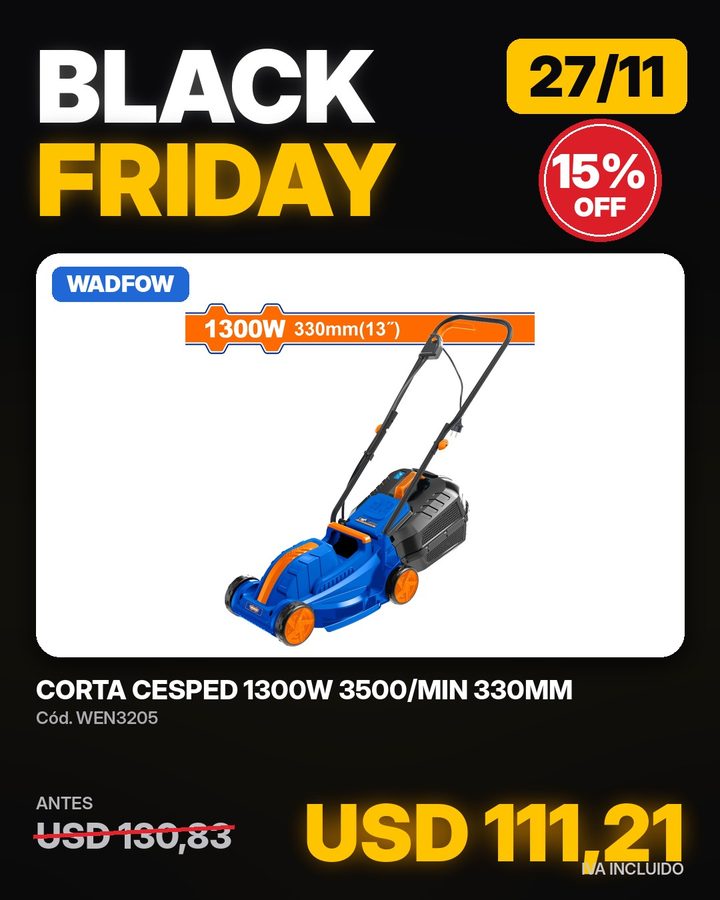 BLACK
FRIDAY
27/11
15%
OFF
WADFOW
1300W 330mm(13″)
CORTA CESPED 1300W 3500/MIN 330MM
Cód. WEN3205
ANTES
USD 130,83
USD 111,21
IVA INCLUIDO